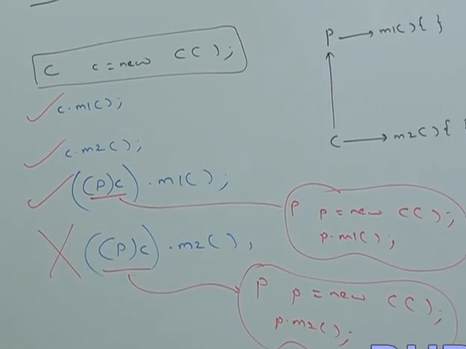 C c = new C();
c.m1();
c.m2();
((P)c).m1();
((P)c).m2();
P → m1(){ }
C → m2(){
P p = new C();
p.m1();
P p = new C();
p.m2();